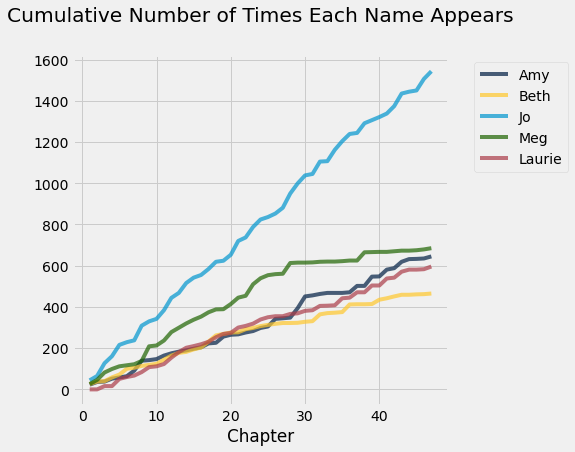 Cumulative Number of Times Each Name Appears
1600
1400
1200
1000
800
600
400
200
0
0 10 20 30 40
Chapter
Amy
Beth
Jo
Meg
Laurie